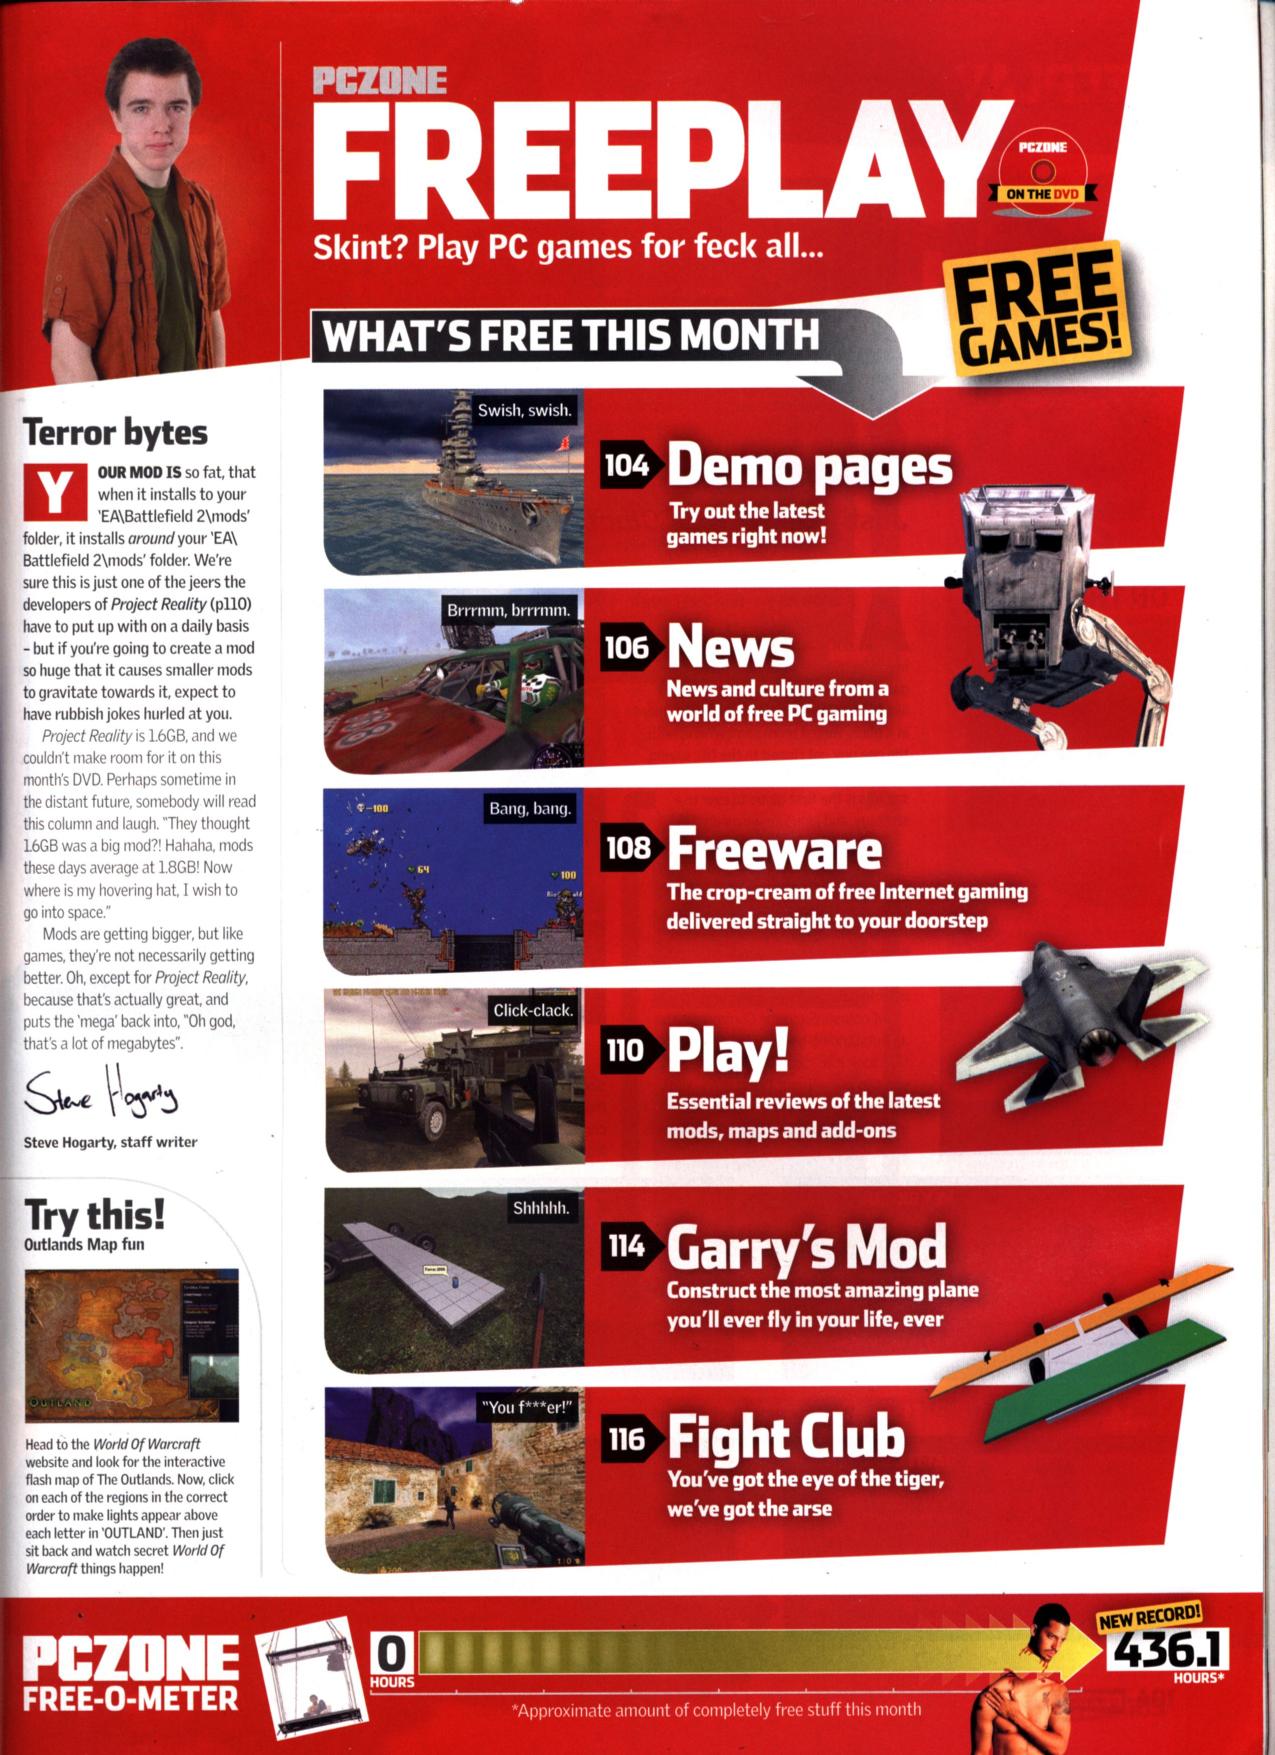 PCZONE
FREEPLAY
Skint? Play PC games for feck all...
PCZONE
ON THE DVD
FREE
GAMES!
WHAT'S FREE THIS MONTH
Terror bytes
YOUR MOD IS so fat, that
when it installs to your
'EA\Battlefield 2\mods'
folder, it installs around your 'EA\
Battlefield 2\mods' folder. We're
sure this is just one of the jeers the
developers of Project Reality (p110)
have to put up with on a daily basis
– but if you're going to create a mod
so huge that it causes smaller mods
to gravitate towards it, expect to
have rubbish jokes hurled at you.
Project Reality is 1.6GB, and we
couldn't make room for it on this
month's DVD. Perhaps sometime in
the distant future, somebody will read
this column and laugh. "They thought
1.6GB was a big mod?! Hahaha, mods
these days average at 1.8GB! Now
where is my hovering hat, I wish to
go into space."
Mods are getting bigger, but like
games, they're not necessarily getting
better. Oh, except for Project Reality,
because that's actually great, and
puts the 'mega' back into, "Oh god,
that's a lot of megabytes".
Steve Hogarty
Steve Hogarty, staff writer
Try this!
Outlands Map fun
OUTLAND
Head to the World Of Warcraft
website and look for the interactive
flash map of The Outlands. Now, click
on each of the regions in the correct
order to make lights appear above
each letter in 'OUTLAND'. Then just
sit back and watch secret World Of
Warcraft things happen!
Swish, swish.
104 Demo pages
Try out the latest
games right now!
Brrrmm, brrrmm.
106 News
News and culture from a
world of free PC gaming
Bang, bang.
-100
64
100
108 Freeware
The crop-cream of free Internet gaming
delivered straight to your doorstep
Click-clack.
110 Play!
Essential reviews of the latest
mods, maps and add-ons
Shhhhh.
114 Garry's Mod
Construct the most amazing plane
you'll ever fly in your life, ever
"You f***er!"
116 Fight Club
You've got the eye of the tiger,
we've got the arse
PCZONE
FREE-O-METER
0
HOURS
NEW RECORD!
436.1
HOURS*
*Approximate amount of completely free stuff this month